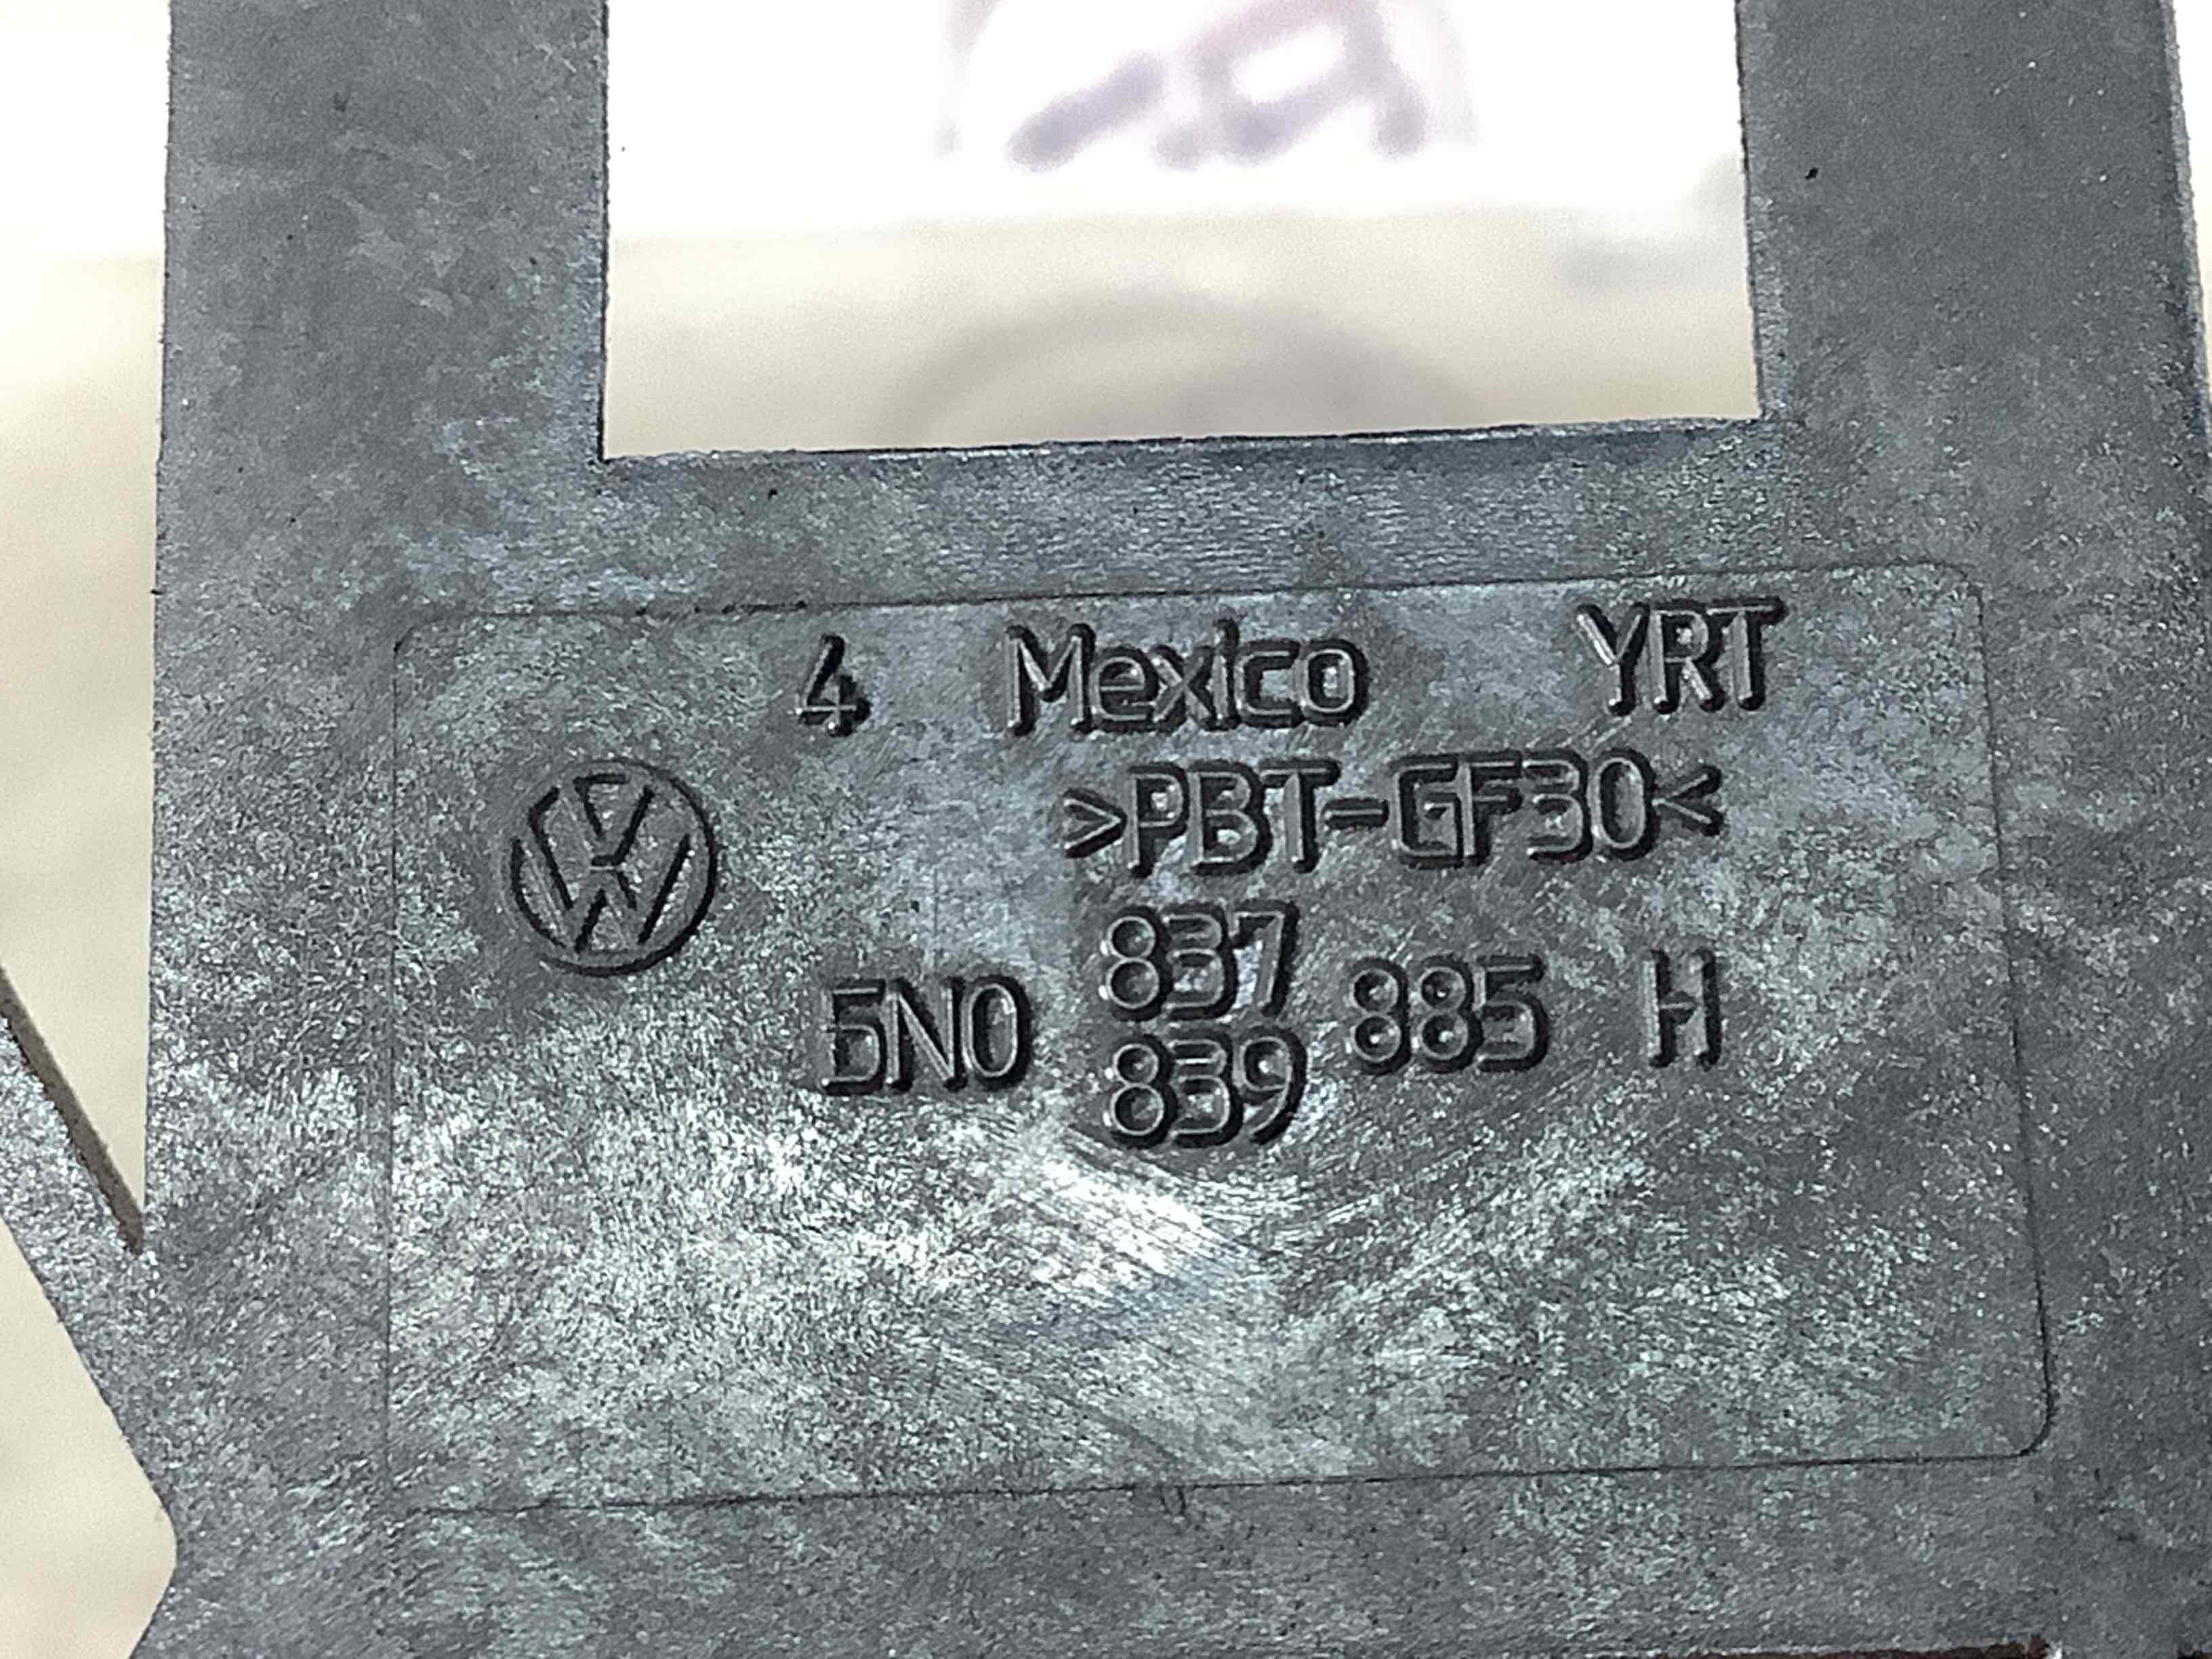 4 Mexico YRT
>PBT-GF30<
837
5N0 885 H
839